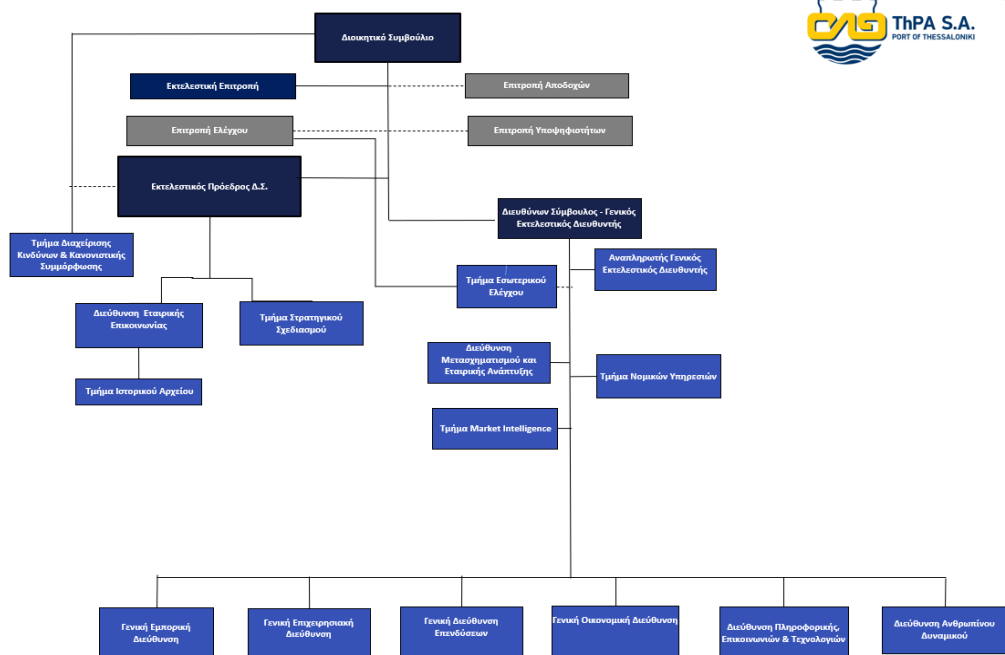 ThPA S.A.
PORT OF THESSALONIKI
Διοικητικό Συμβούλιο
Εκτελεστική Επιτροπή
Επιτροπή Αποδοχών
Επιτροπή Ελέγχου
Επιτροπή Υποψηφιοτήτων
Εκτελεστικός Πρόεδρος Δ.Σ.
Διευθύνων Σύμβουλος - Γενικός
Εκτελεστικός Διευθυντής
Τμήμα Διαχείρισης
Κινδύνων & Κανονιστικής
Συμμόρφωσης
Αναπληρωτής Γενικός
Εκτελεστικός Διευθυντής
Τμήμα Εσωτερικού
Ελέγχου
Διεύθυνση Εταιρικής
Επικοινωνίας
Τμήμα Στρατηγικού
Σχεδιασμού
Διεύθυνση
Μετασχηματισμού και
Εταιρικής Ανάπτυξης
Τμήμα Νομικών Υπηρεσιών
Τμήμα Ιστορικού Αρχείου
Τμήμα Market Intelligence
Γενική Εμπορική
Διεύθυνση
Γενική Επιχειρησιακή
Διεύθυνση
Γενική Διεύθυνση
Επενδύσεων
Γενική Οικονομική Διεύθυνση
Διεύθυνση Πληροφορικής,
Επικοινωνιών & Τεχνολογιών
Διεύθυνση Ανθρωπίνου
Δυναμικού